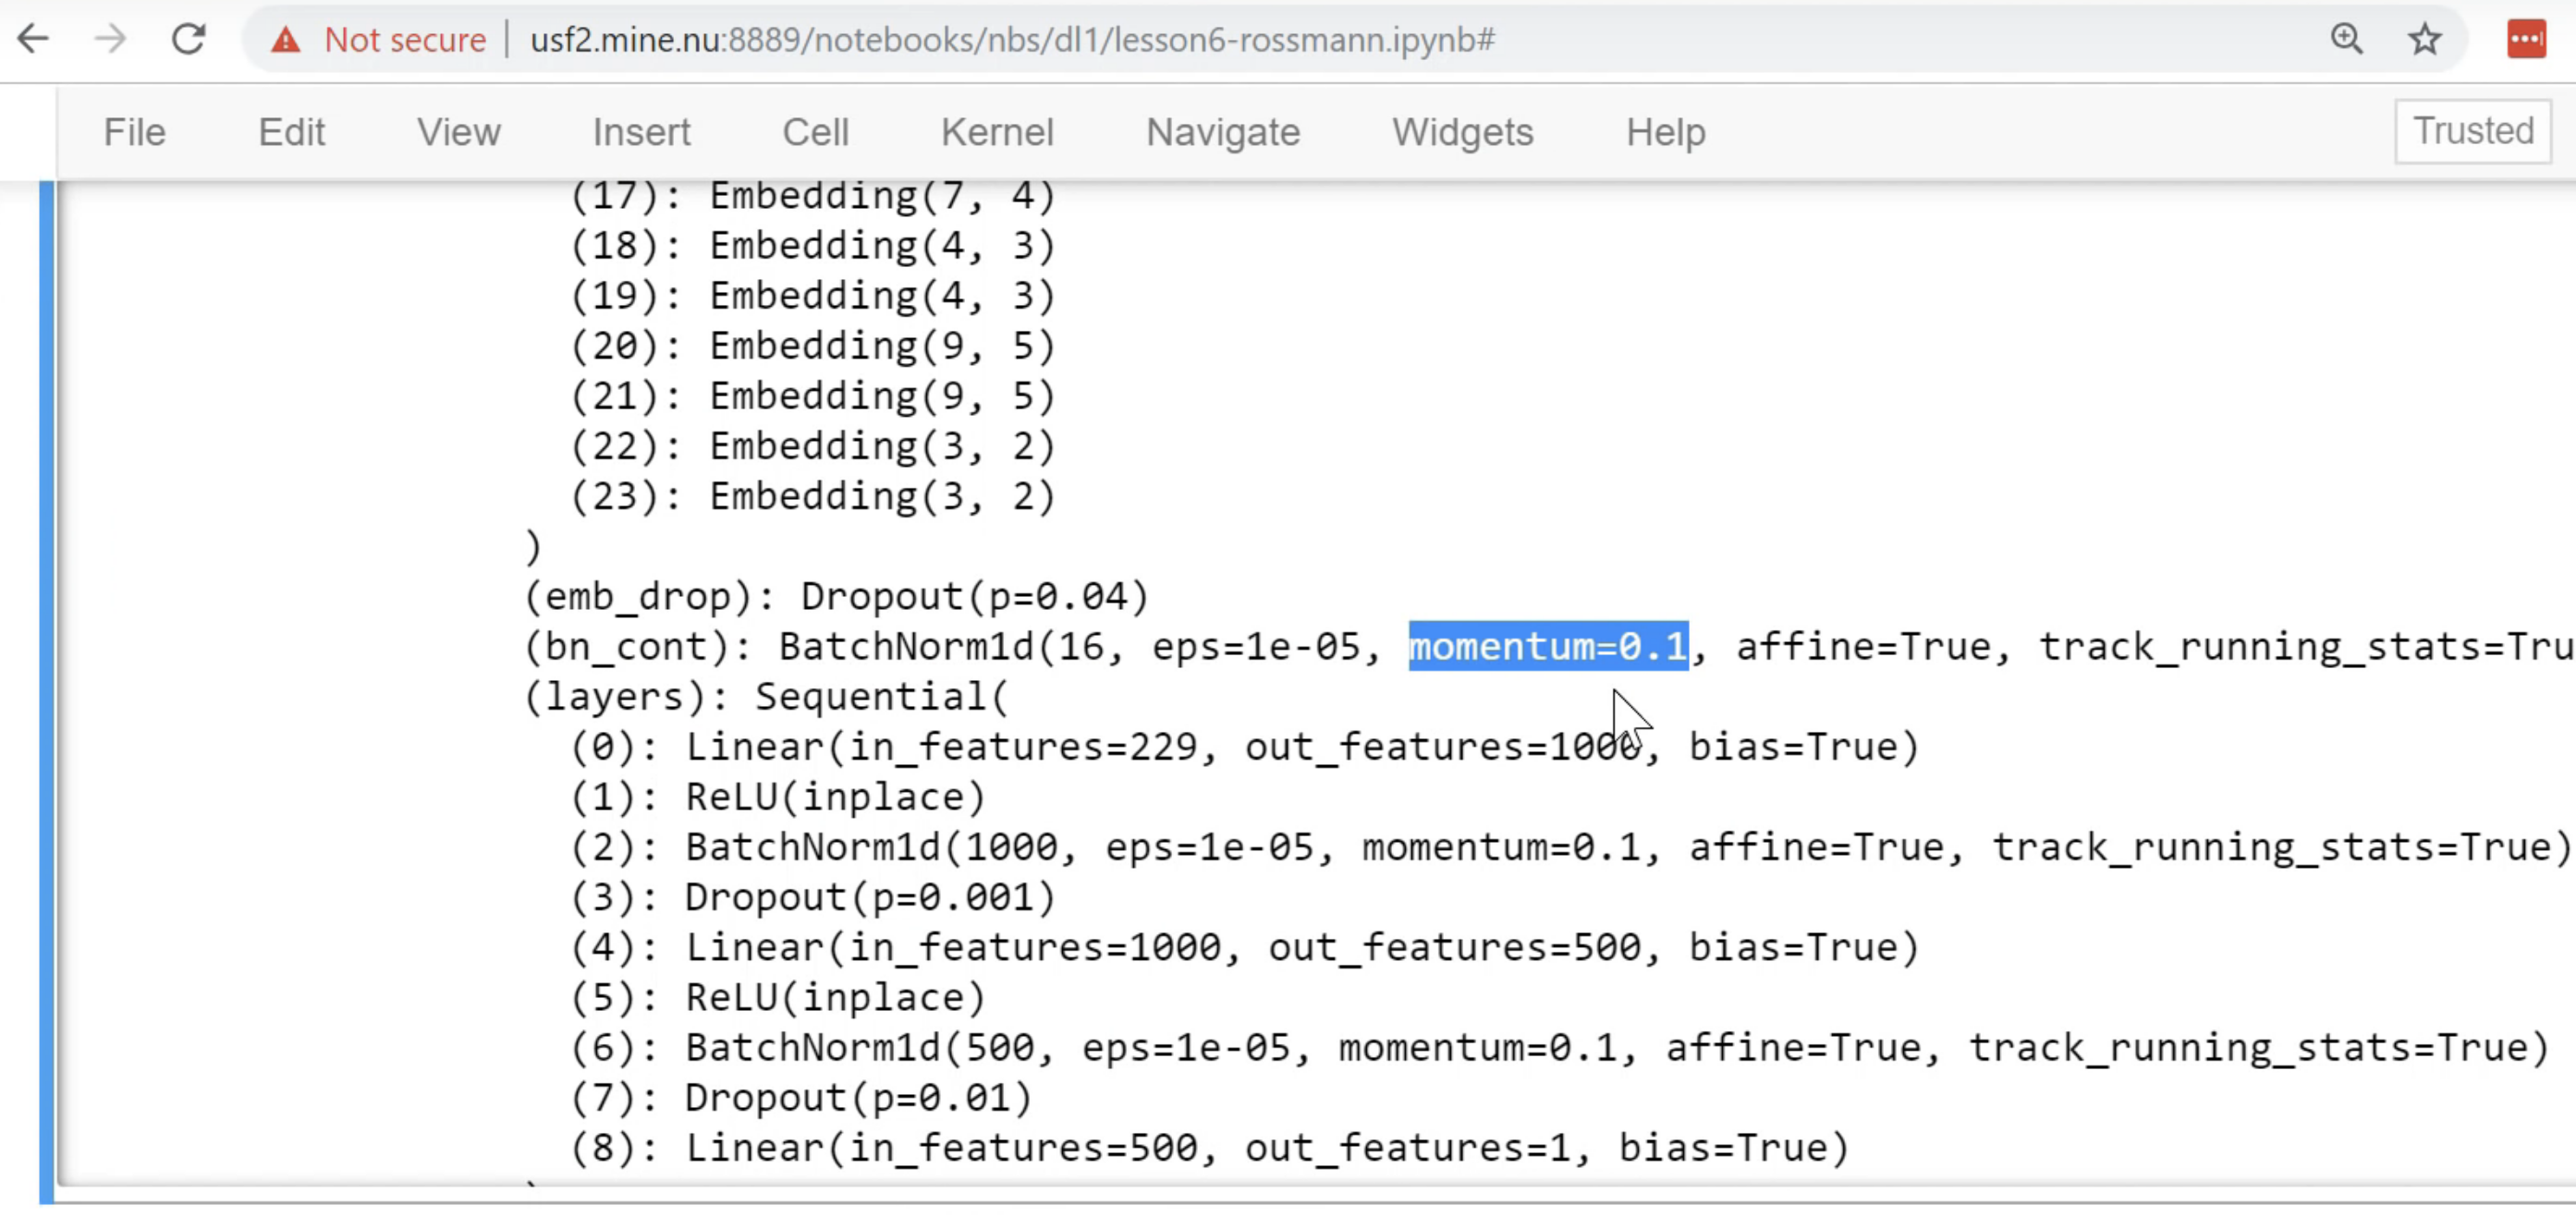 Not secure | usf2.mine.nu:8889/notebooks/nbs/dl1/lesson6-rossmann.ipynb#
File Edit View Insert Cell Kernel Navigate Widgets Help Trusted
(17): Embedding(7, 4)
(18): Embedding(4, 3)
(19): Embedding(4, 3)
(20): Embedding(9, 5)
(21): Embedding(9, 5)
(22): Embedding(3, 2)
(23): Embedding(3, 2)
)
(emb_drop): Dropout(p=0.04)
(bn_cont): BatchNorm1d(16, eps=1e-05, momentum=0.1, affine=True, track_running_stats=Tru
(layers): Sequential(
(0): Linear(in_features=229, out_features=1000, bias=True)
(1): ReLU(inplace)
(2): BatchNorm1d(1000, eps=1e-05, momentum=0.1, affine=True, track_running_stats=True)
(3): Dropout(p=0.001)
(4): Linear(in_features=1000, out_features=500, bias=True)
(5): ReLU(inplace)
(6): BatchNorm1d(500, eps=1e-05, momentum=0.1, affine=True, track_running_stats=True)
(7): Dropout(p=0.01)
(8): Linear(in_features=500, out_features=1, bias=True)